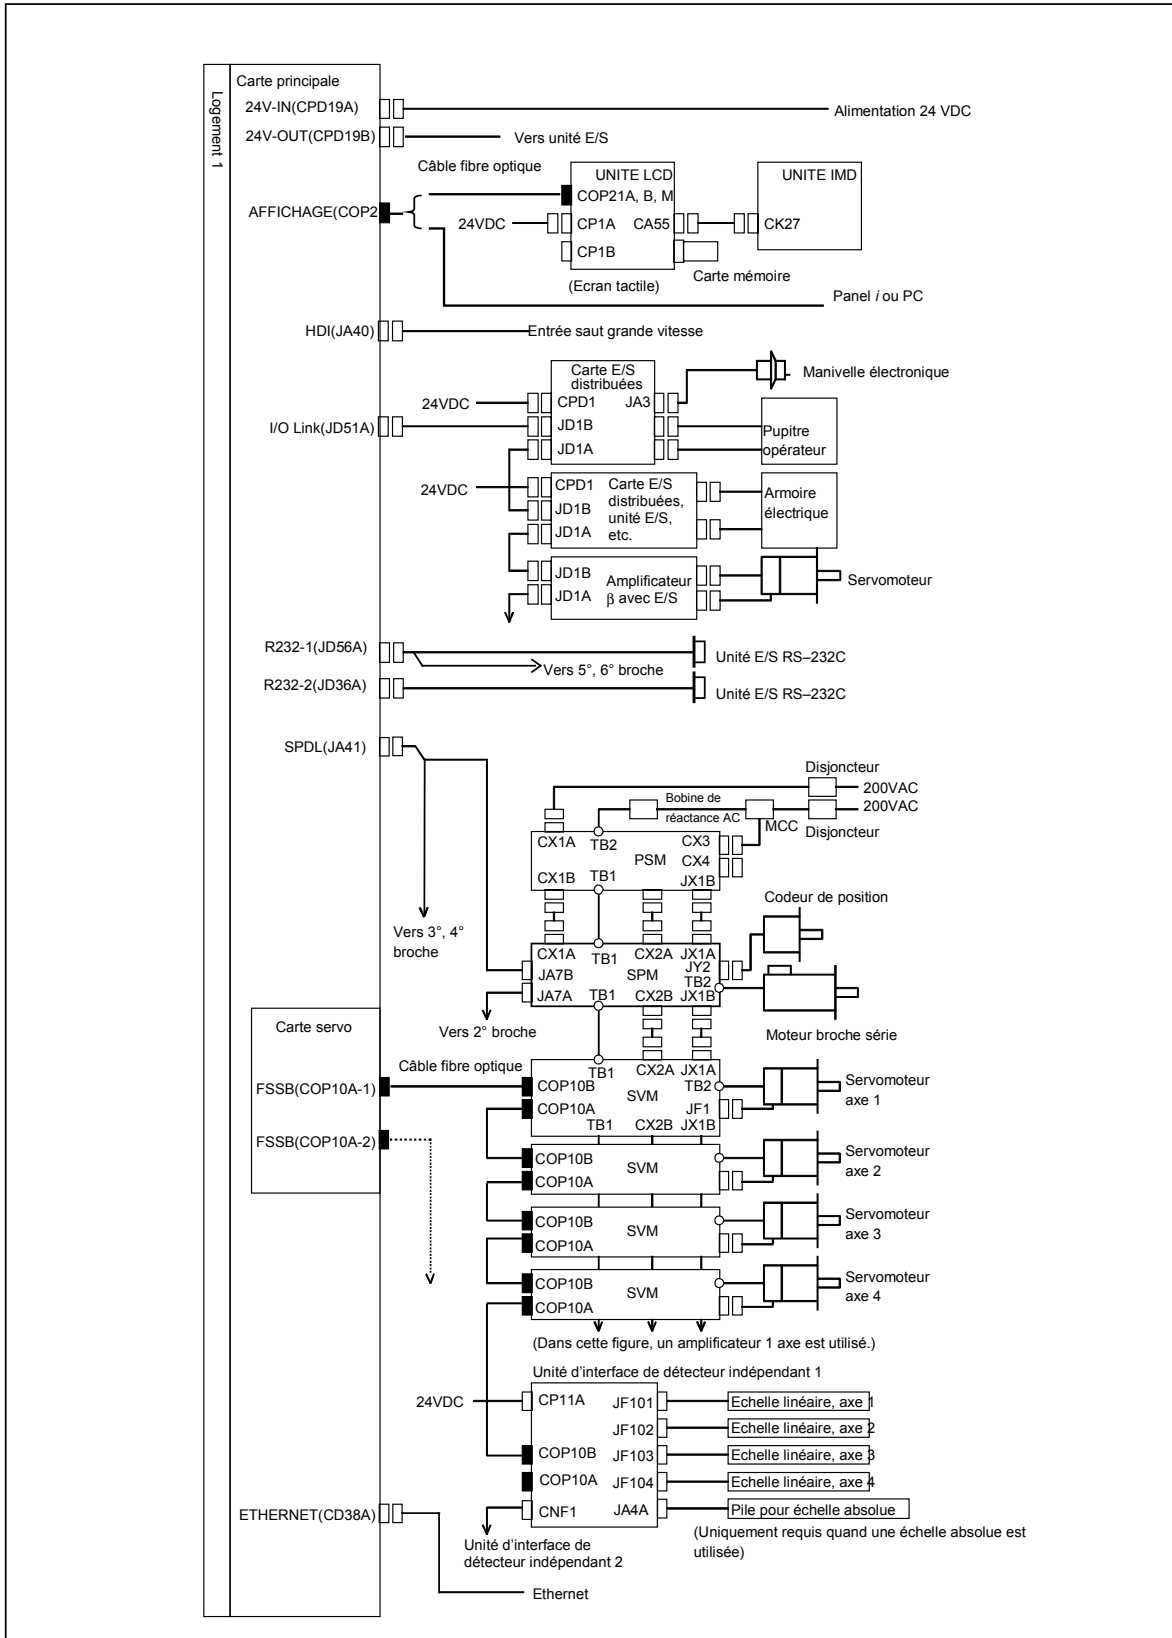 Logement 1
Carte principale
24V-IN(CPD19A)
Alimentation 24 VDC
24V-OUT(CPD19B)
Vers unité E/S
Câble fibre optique
UNITE LCD
UNITE IMD
COP21A, B, M
AFFICHAGE(COP2
24VDC
CP1A
CA55
CK27
CP1B
Carte mémoire
(Ecran tactile)
Panel i ou PC
HDI(JA40)
Entrée saut grande vitesse
Carte E/S
distribuées
Manivelle électronique
24VDC
CPD1
JA3
I/O Link(JD51A)
JD1B
Pupitre
opérateur
JD1A
24VDC
CPD1
Carte E/S
distribuées,
unité E/S,
etc.
Armoire
électrique
JD1B
JD1A
JD1B
Amplificateur
β avec E/S
Servomoteur
JD1A
R232-1(JD56A)
Unité E/S RS–232C
Vers 5°, 6° broche
R232-2(JD36A)
Unité E/S RS–232C
SPDL(JA41)
Disjoncteur
200VAC
Bobine de
réactance AC
200VAC
MCC
Disjoncteur
CX1A
TB2
CX3
PSM
CX4
CX1B
TB1
JX1B
Codeur de position
Vers 3°, 4°
broche
CX1A
TB1
CX2A
JX1A
JA7B
SPM
JY2
TB2
JA7A
TB1
CX2B
JX1B
Vers 2° broche
Moteur broche série
Carte servo
Câble fibre optique
TB1
CX2A
JX1A
FSSB(COP10A-1)
COP10B
TB2
Servomoteur
axe 1
SVM
COP10A
JF1
TB1
CX2B
JX1B
FSSB(COP10A-2)
COP10B
SVM
Servomoteur
axe 2
COP10A
COP10B
SVM
Servomoteur
axe 3
COP10A
COP10B
SVM
Servomoteur
axe 4
COP10A
(Dans cette figure, un amplificateur 1 axe est utilisé.)
Unité d'interface de détecteur indépendant 1
24VDC
CP11A
JF101
Echelle linéaire, axe 1
JF102
Echelle linéaire, axe 2
COP10B
JF103
Echelle linéaire, axe 3
COP10A
JF104
Echelle linéaire, axe 4
ETHERNET(CD38A)
CNF1
JA4A
Pile pour échelle absolue
(Uniquement requis quand une échelle absolue est
utilisée)
Unité d'interface de
détecteur indépendant 2
Ethernet